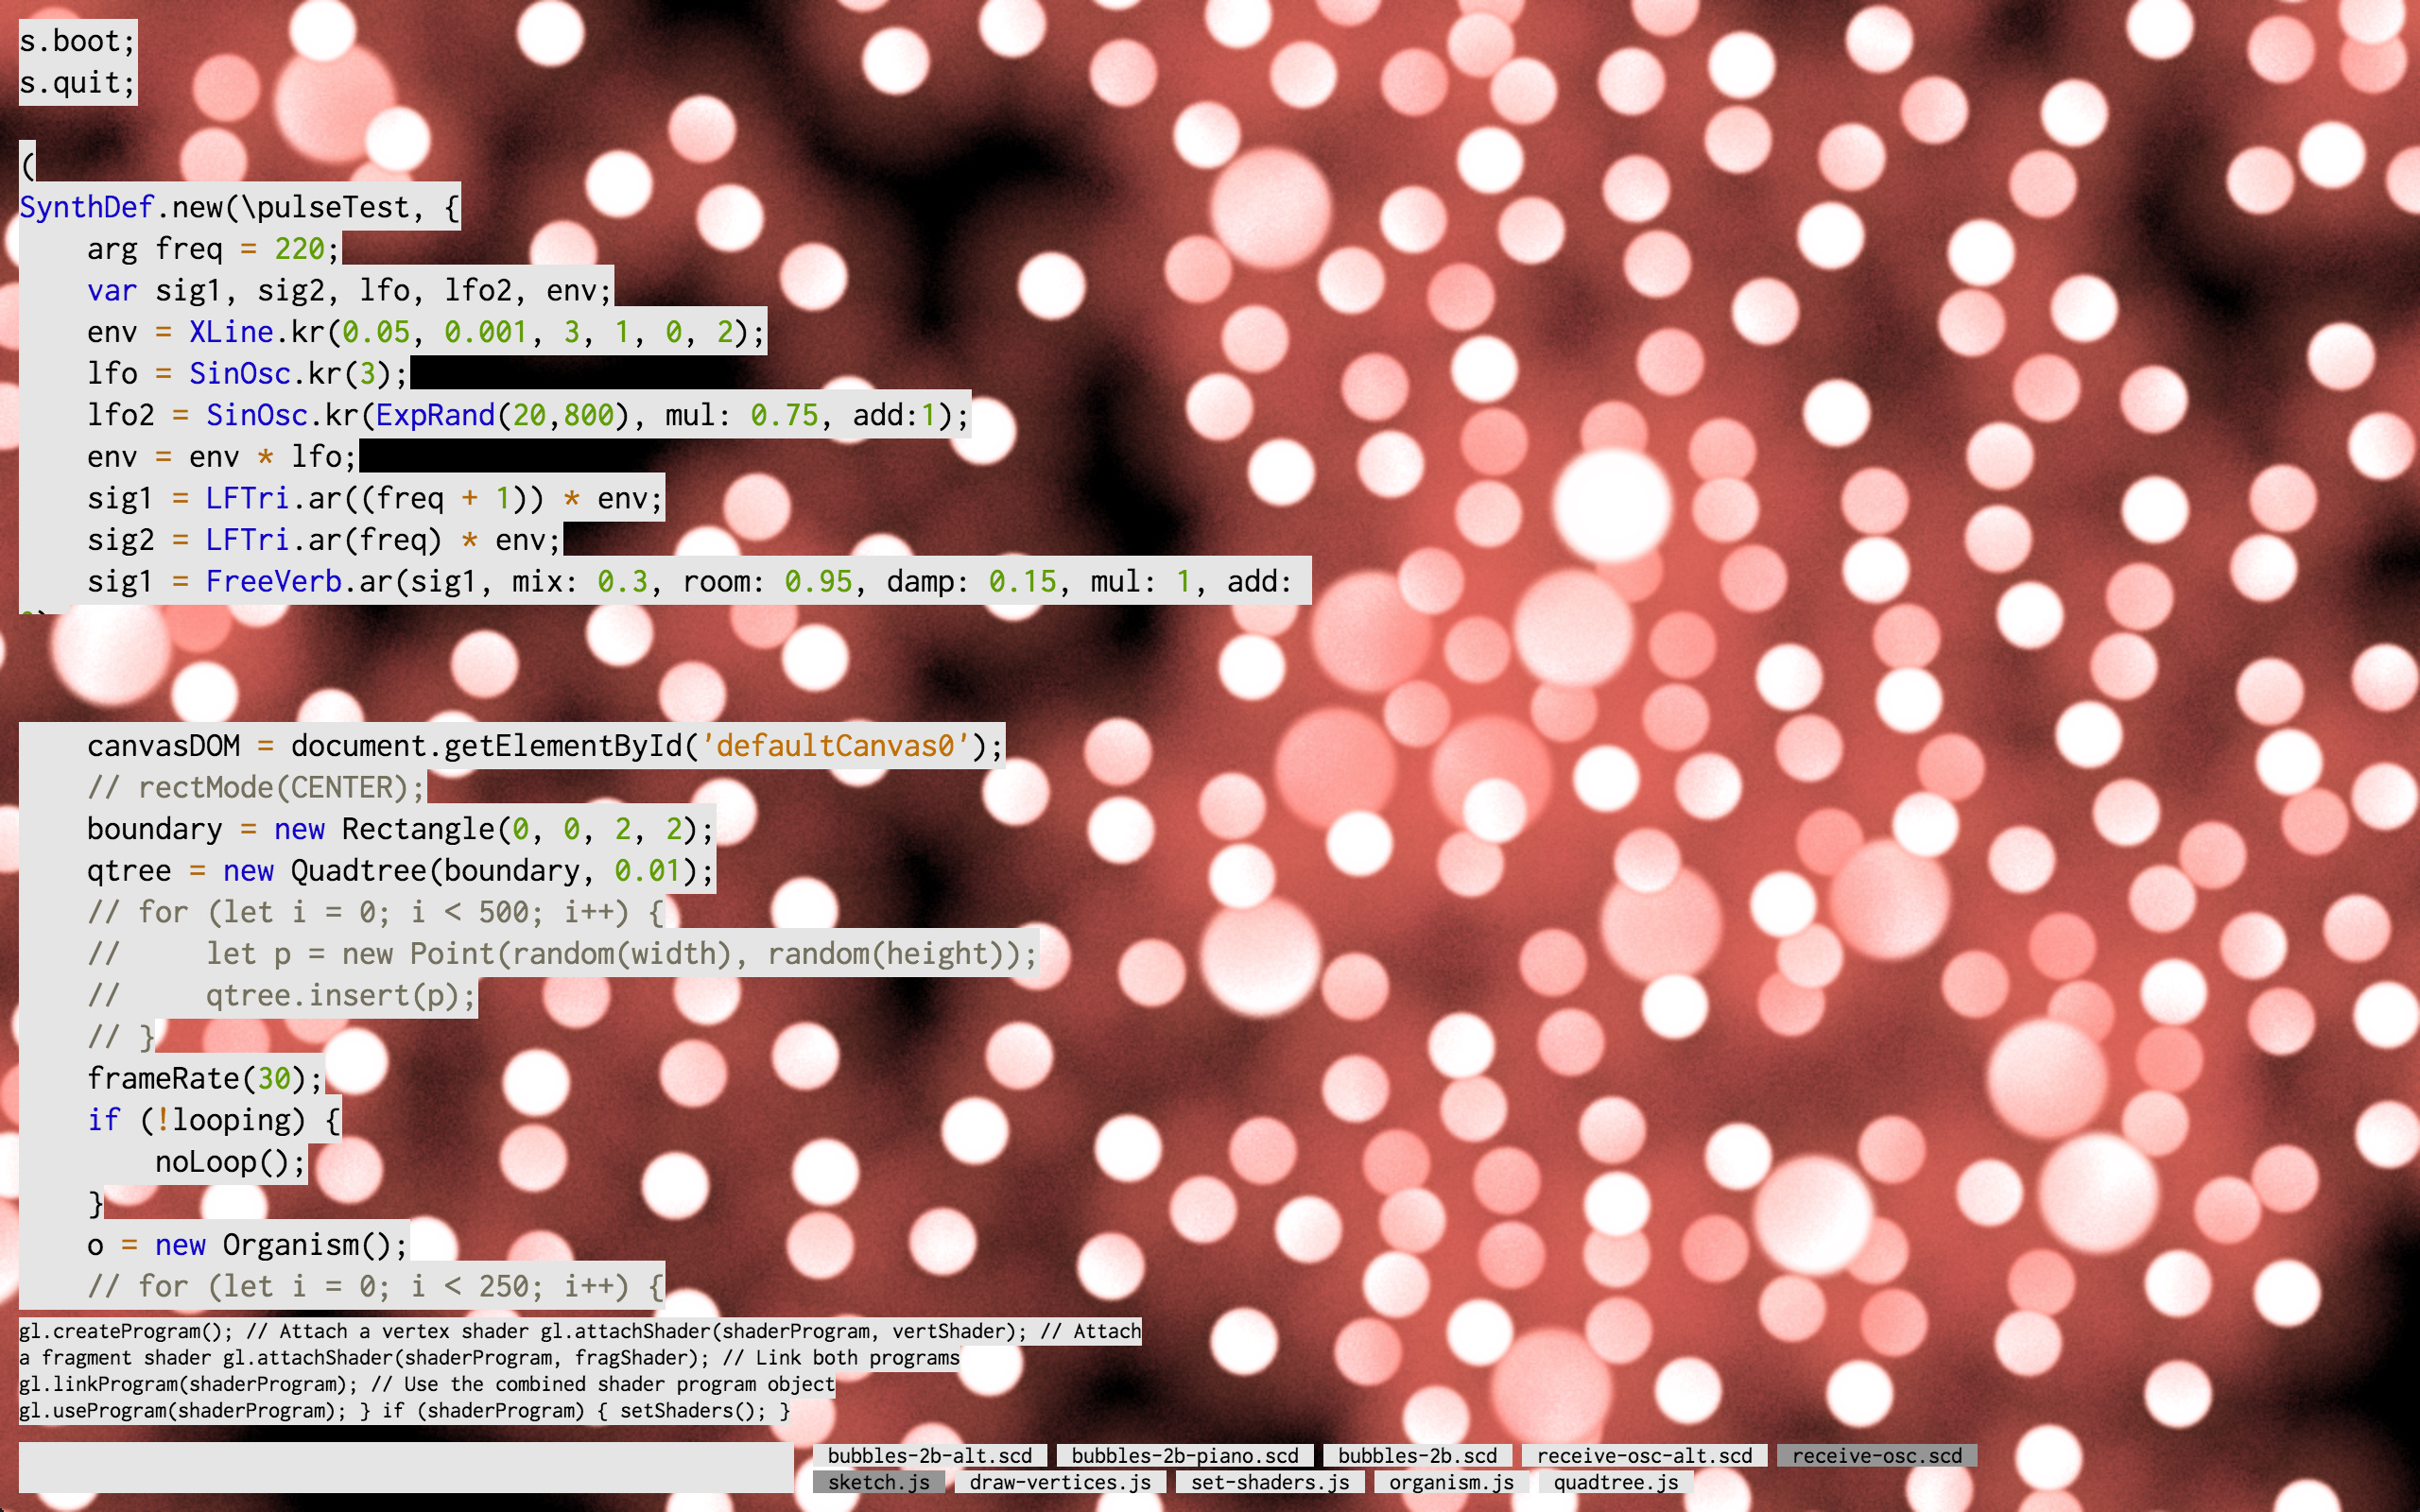 s.boot;
s.quit;
(
SynthDef.new(\pulseTest, {
    arg freq = 220;
    var sig1, sig2, lfo, lfo2, env;
    env = XLine.kr(0.05, 0.001, 3, 1, 0, 2);
    lfo = SinOsc.kr(3);
    lfo2 = SinOsc.kr(ExpRand(20,800), mul: 0.75, add:1);
    env = env * lfo;
    sig1 = LFTri.ar((freq + 1)) * env;
    sig2 = LFTri.ar(freq) * env;
    sig1 = FreeVerb.ar(sig1, mix: 0.3, room: 0.95, damp: 0.15, mul: 1, add:
    canvasDOM = document.getElementById('defaultCanvas0');
    // rectMode(CENTER);
    boundary = new Rectangle(0, 0, 2, 2);
    qtree = new Quadtree(boundary, 0.01);
    // for (let i = 0; i < 500; i++) {
    //     let p = new Point(random(width), random(height));
    //     qtree.insert(p);
    // }
    frameRate(30);
    if (!looping) {
        noLoop();
    }
    o = new Organism();
    // for (let i = 0; i < 250; i++) {
gl.createProgram(); // Attach a vertex shader gl.attachShader(shaderProgram, vertShader); // Attach
a fragment shader gl.attachShader(shaderProgram, fragShader); // Link both programs
gl.linkProgram(shaderProgram); // Use the combined shader program object
gl.useProgram(shaderProgram); } if (shaderProgram) { setShaders(); }
bubbles-2b-alt.scd bubbles-2b-piano.scd bubbles-2b.scd receive-osc-alt.scd receive-osc.scd
sketch.js draw-vertices.js set-shaders.js organism.js quadtree.js